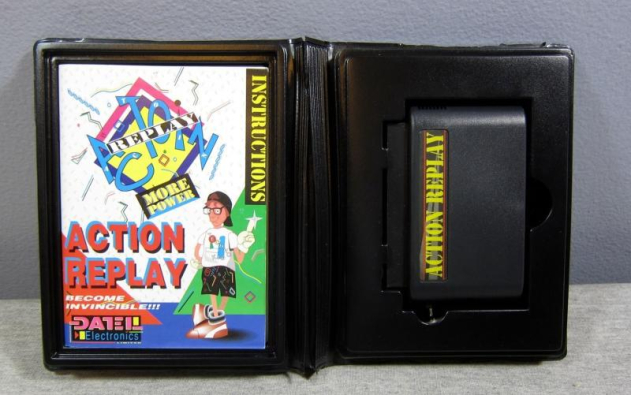 INSTRUCTIONS
ACTION
REPLAY
MORE
POWER
ACTION
REPLAY
BECOME
INVINCIBLE!!!
DATEL
Electronics
ACTION REPLAY